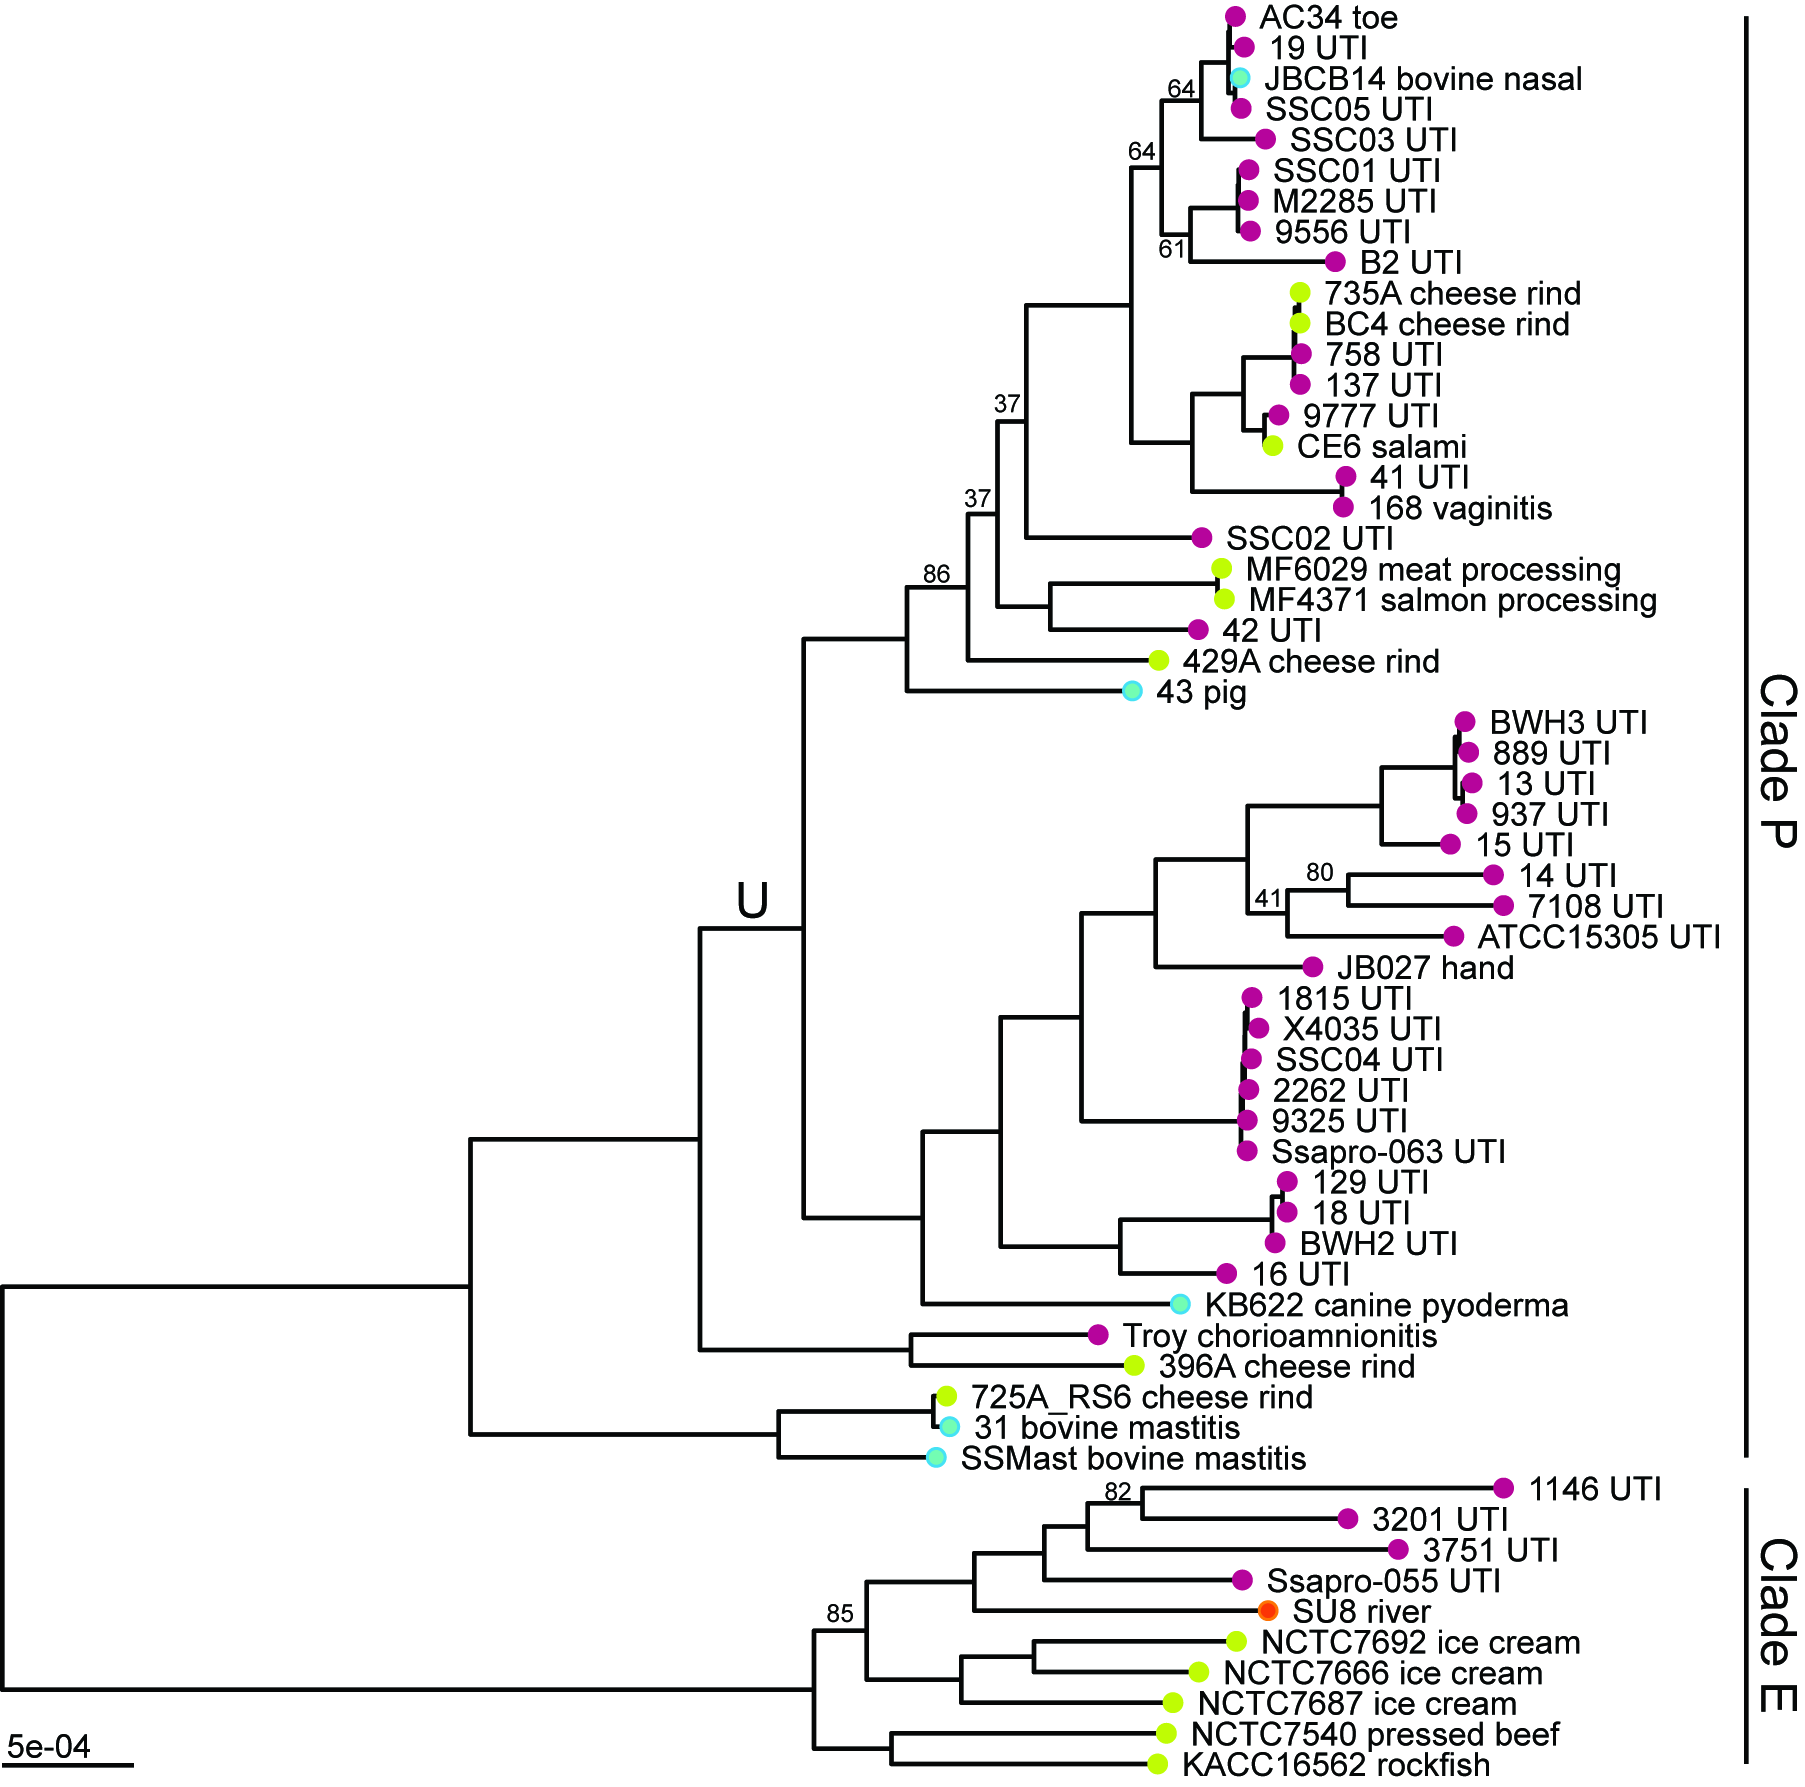 AC34 toe
19 UTI
JBCB14 bovine nasal
64
SSC05 UTI
SSC03 UTI
64
SSC01 UTI
M2285 UTI
9556 UTI
61
B2 UTI
735A cheese rind
BC4 cheese rind
758 UTI
137 UTI
37
9777 UTI
CE6 salami
41 UTI
37
168 vaginitis
SSC02 UTI
MF6029 meat processing
86
MF4371 salmon processing
42 UTI
429A cheese rind
43 pig
Clade P
BWH3 UTI
889 UTI
13 UTI
937 UTI
15 UTI
80
14 UTI
U
41
7108 UTI
ATCC15305 UTI
JB027 hand
1815 UTI
X4035 UTI
SSC04 UTI
2262 UTI
9325 UTI
Ssapro-063 UTI
129 UTI
18 UTI
BWH2 UTI
16 UTI
KB622 canine pyoderma
Troy chorioamnionitis
396A cheese rind
725A_RS6 cheese rind
31 bovine mastitis
SSMast bovine mastitis
82
1146 UTI
3201 UTI
3751 UTI
Clade E
Ssapro-055 UTI
85
SU8 river
NCTC7692 ice cream
NCTC7666 ice cream
NCTC7687 ice cream
NCTC7540 pressed beef
5e-04
KACC16562 rockfish